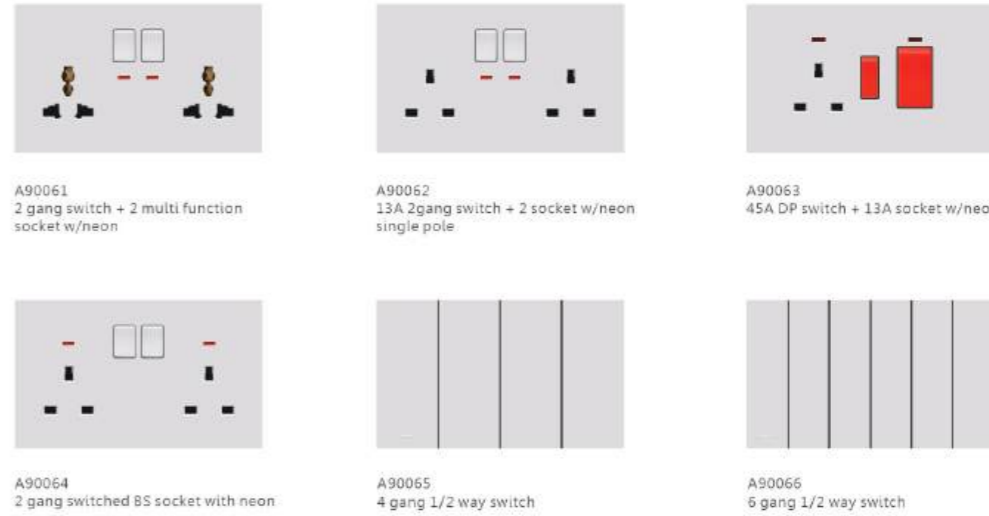 A90061
2 gang switch + 2 multi function
socket w/neon
A90062
13A 2gang switch + 2 socket w/neon
single pole
A90063
45A DP switch + 13A socket w/neo
A90064
2 gang switched BS socket with neon
A90065
4 gang 1/2 way switch
A90066
6 gang 1/2 way switch